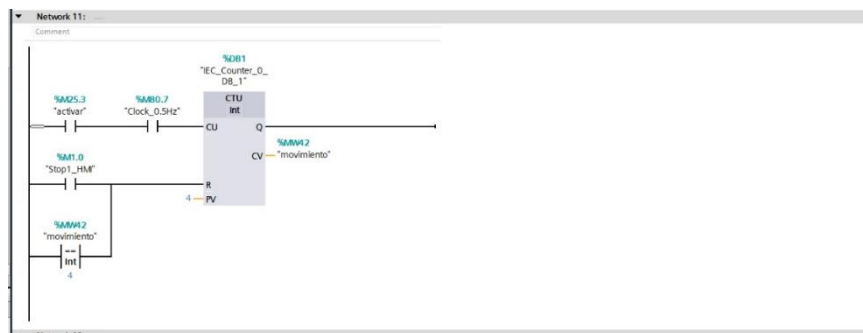 Network 11: ....
Comment
%DB1
"IEC_Counter_0_
DB_1"
%M25.3
"activar"
%M80.7
"Clock_0.5Hz"
CTU
Int
CU
Q
%MW42
CV
"movimiento"
%M1.0
"Stop1_HMI"
R
4
PV
%MW42
"movimiento"
==
Int
4